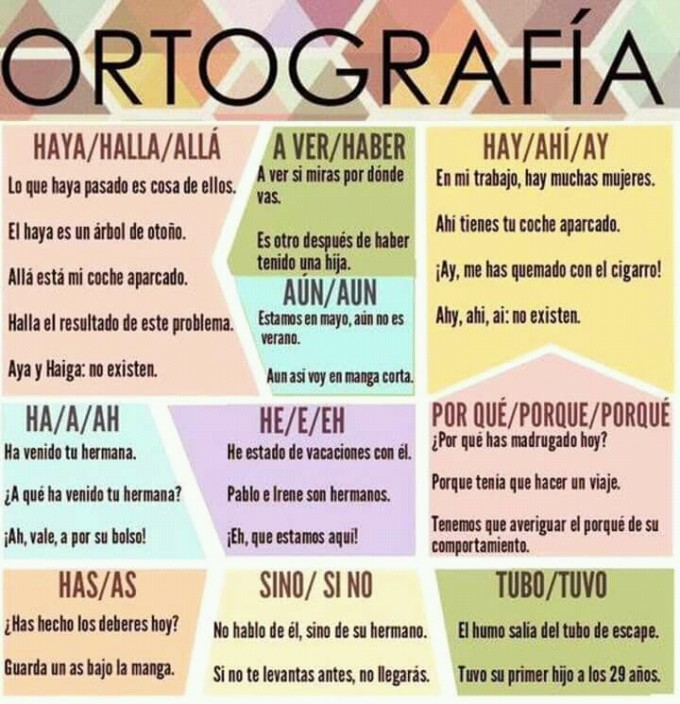 ORTOGRAFÍA
HAYA/HALLA/ALLÁ
Lo que haya pasado es cosa de ellos.
El haya es un árbol de otoño.
Allá está mi coche aparcado.
Halla el resultado de este problema.
Aya y Haiga: no existen.
A VER/HABER
A ver si miras por dónde
vas.
Es otro después de haber
tenido una hija.
AÚN/AUN
Estamos en mayo, aún no es
verano.
Aun así voy en manga corta.
HAY/AHÍ/AY
En mi trabajo, hay muchas mujeres.
Ahí tienes tu coche aparcado.
¡Ay, me has quemado con el cigarro!
Ahy, ahi, ai: no existen.
HA/A/AH
Ha venido tu hermana.
¿A qué ha venido tu hermana?
¡Ah, vale, a por su bolso!
HE/E/EH
He estado de vacaciones con él.
Pablo e Irene son hermanos.
¡Eh, que estamos aquí!
POR QUÉ/PORQUE/PORQUÉ
¿Por qué has madrugado hoy?
Porque tenía que hacer un viaje.
Tenemos que averiguar el porqué de su
comportamiento.
HAS/AS
¿Has hecho los deberes hoy?
Guarda un as bajo la manga.
SINO/ SI NO
No hablo de él, sino de su hermano.
Si no te levantas antes, no llegarás.
TUBO/TUVO
El humo salía del tubo de escape.
Tuvo su primer hijo a los 29 años.